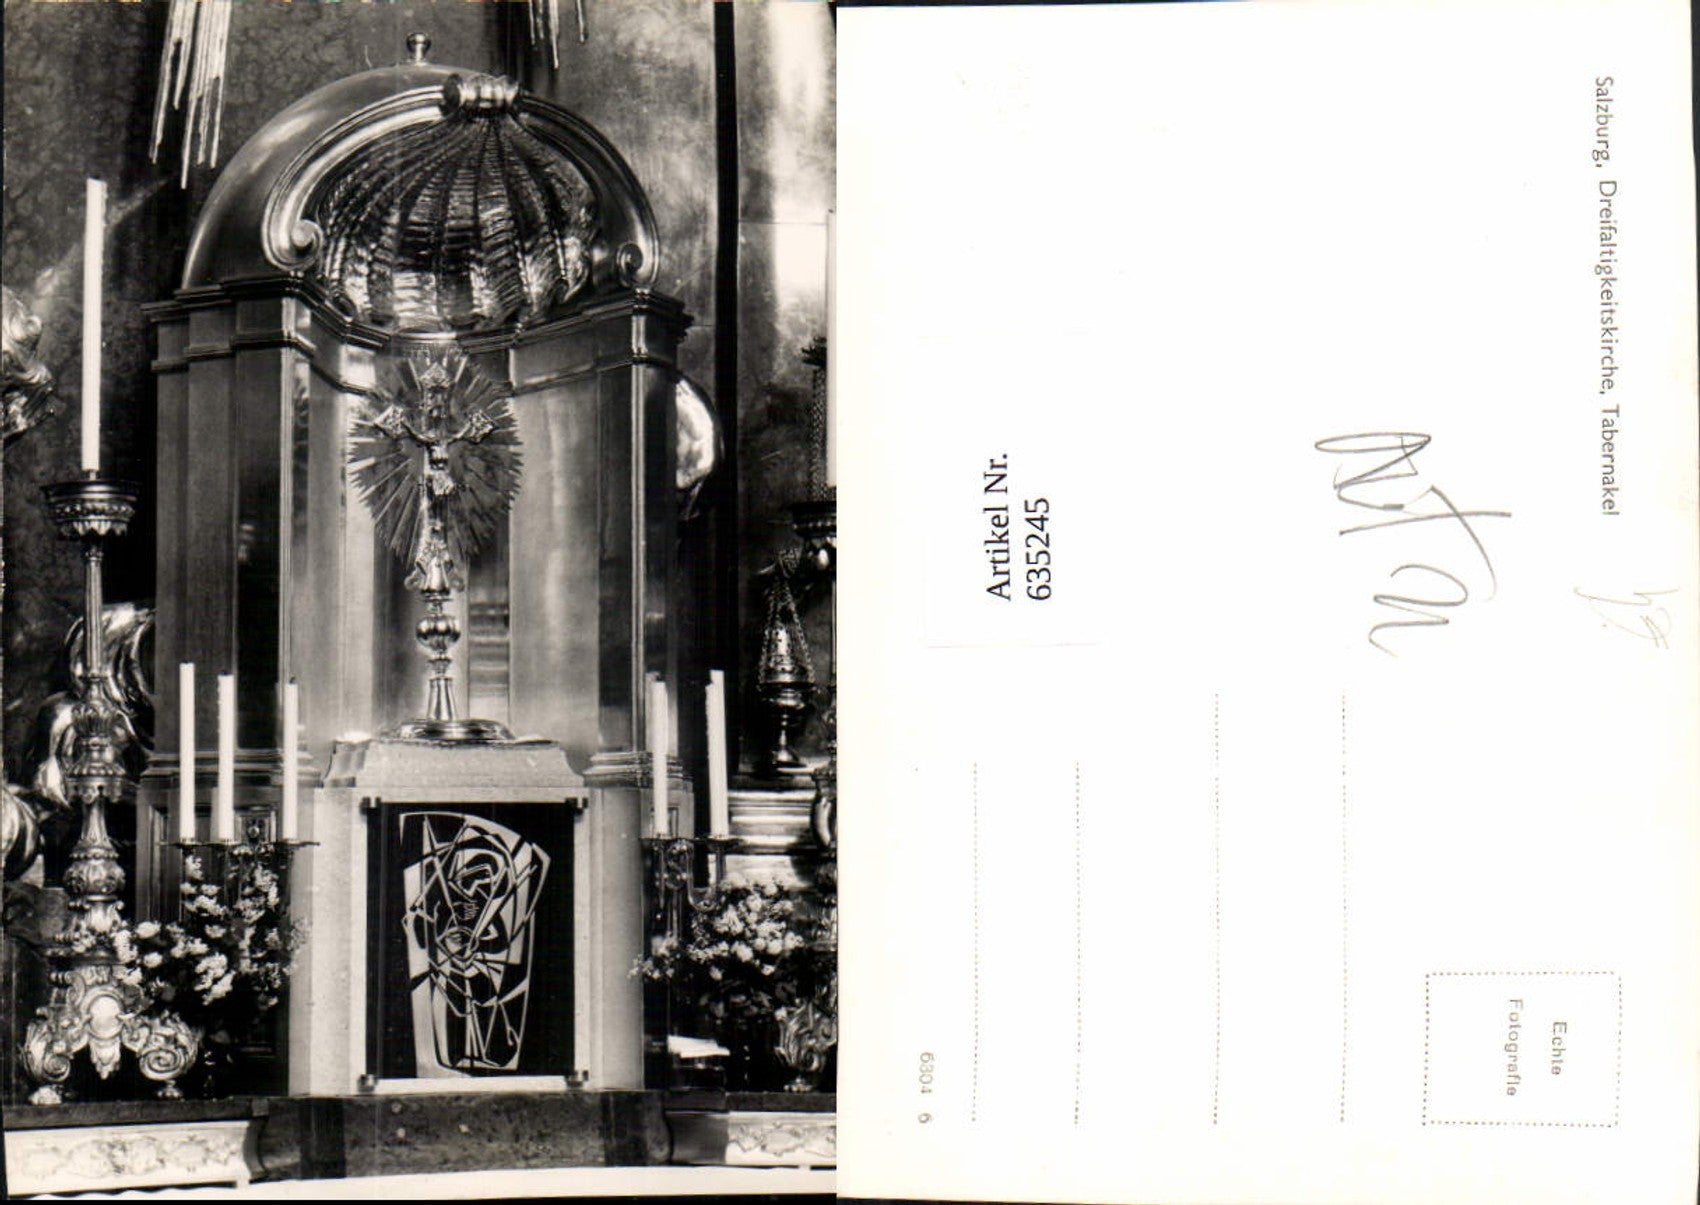 Salzburg, Dreifaltigkeitskirche, Tabernakel
Artikel Nr.
635245
Echte
Fotografie
6304 6